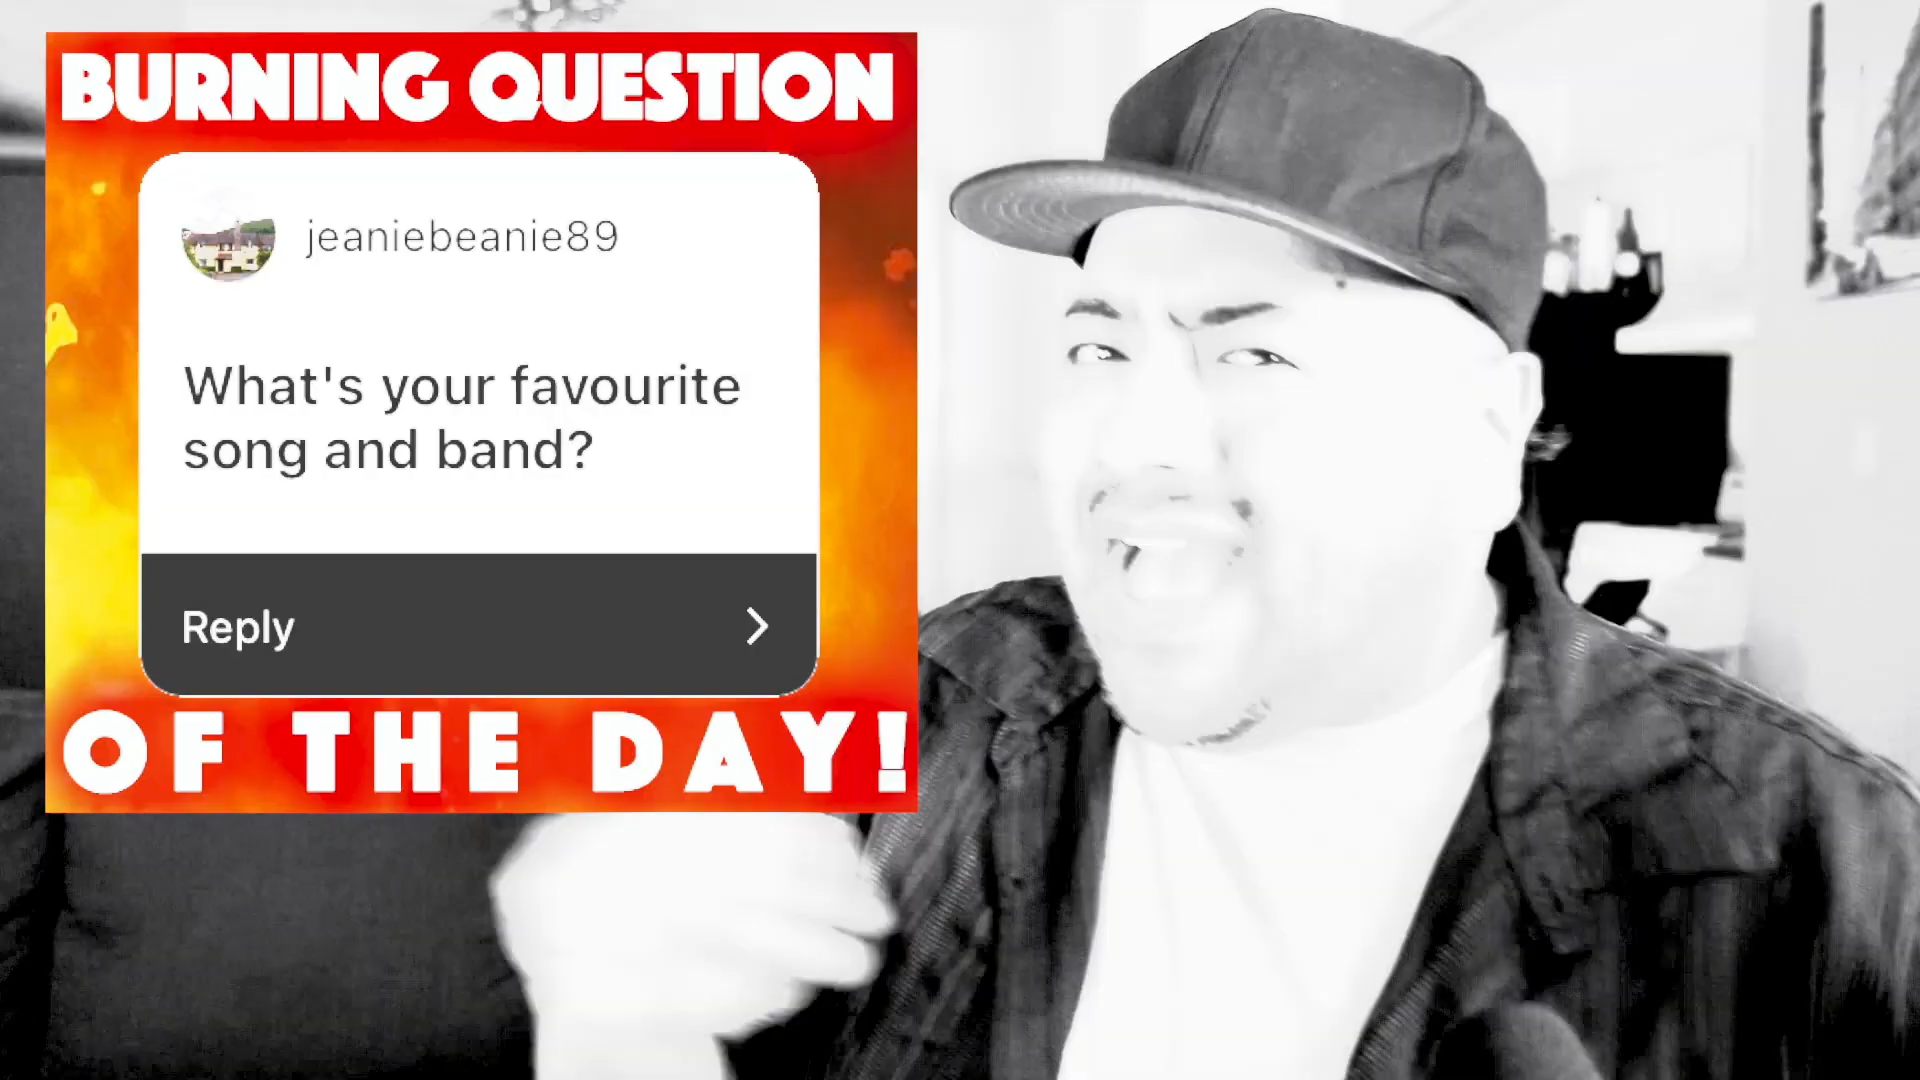 BURNING QUESTION
jeaniebeanie89
What's your favourite
song and band?
Reply
OF THE DAY!